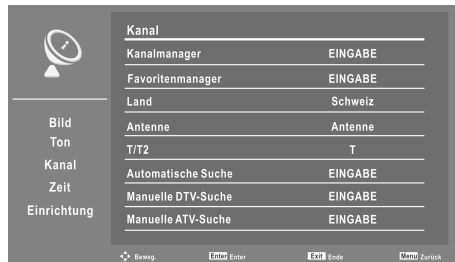 Bild
Ton
Kanal
Zeit
Einrichtung
Kanal
Kanalmanager EINGABE
Favoritenmanager EINGABE
Land Schweiz
Antenne Antenne
T/T2 T
Automatische Suche EINGABE
Manuelle DTV-Suche EINGABE
Manuelle ATV-Suche EINGABE
Beweg. Enter Enter Exit Ende Menu Zurück